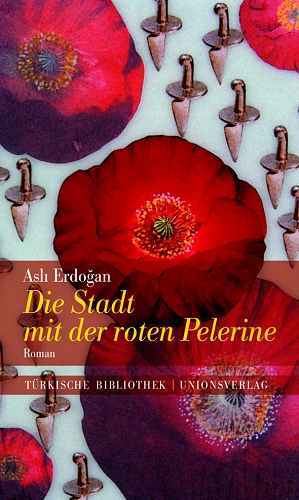 Aslı Erdoğan
Die Stadt
mit der roten Pelerine
Roman
TÜRKISCHE BIBLIOTHEK | UNIONSVERLAG